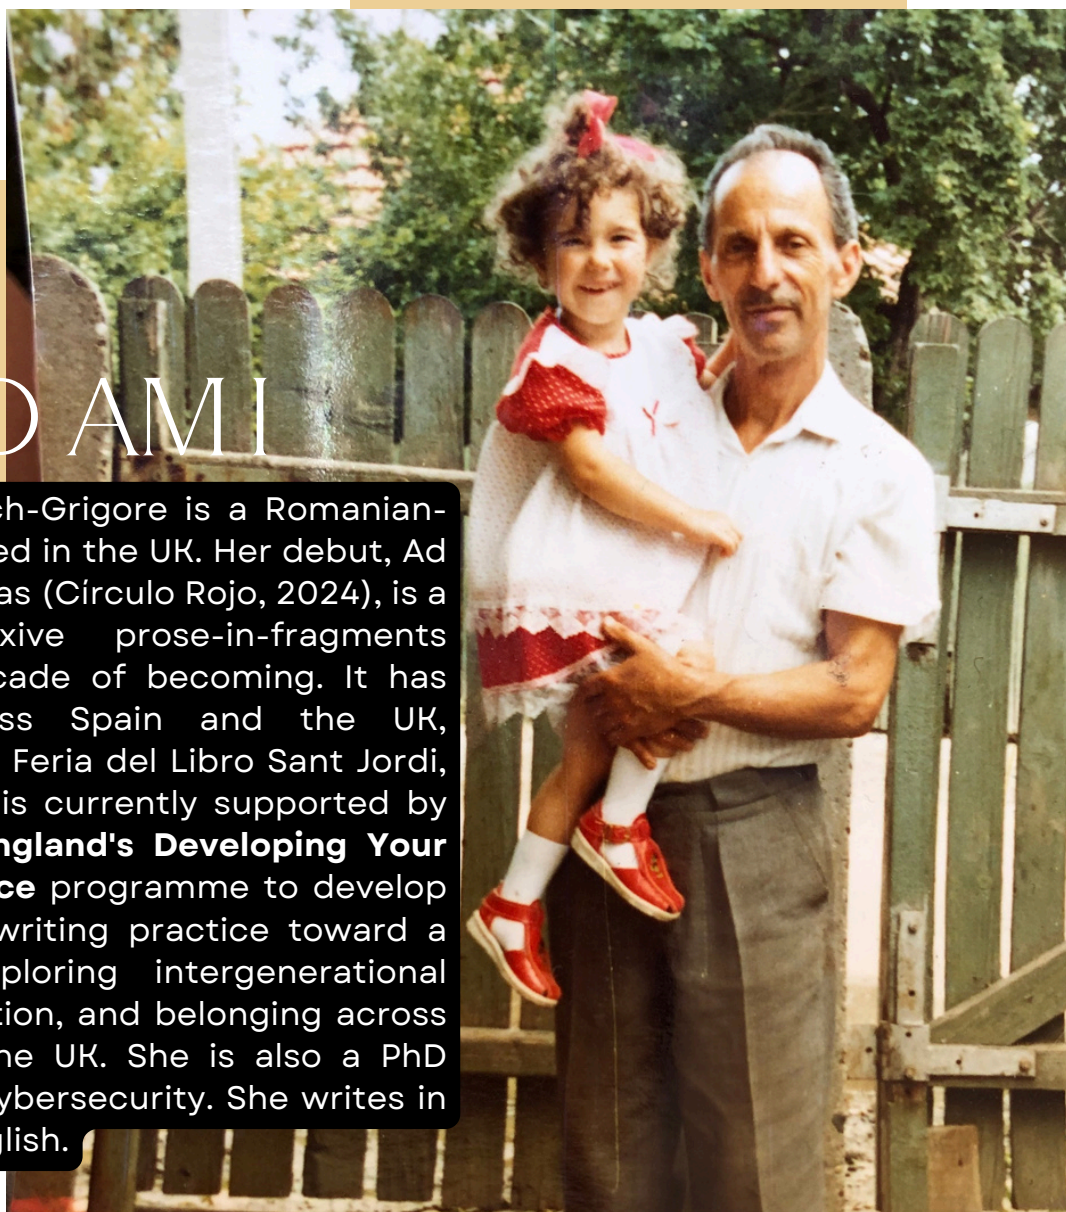 AM I
ch-Grigore is a Romanian-
ed in the UK. Her debut, Ad
as (Círculo Rojo, 2024), is a
xive prose-in-fragments
cade of becoming. It has
ss Spain and the UK,
Feria del Libro Sant Jordi,
is currently supported by
ngland's Developing Your
ce programme to develop
writing practice toward a
ploring intergenerational
tion, and belonging across
he UK. She is also a PhD
ybersecurity. She writes in
glish.